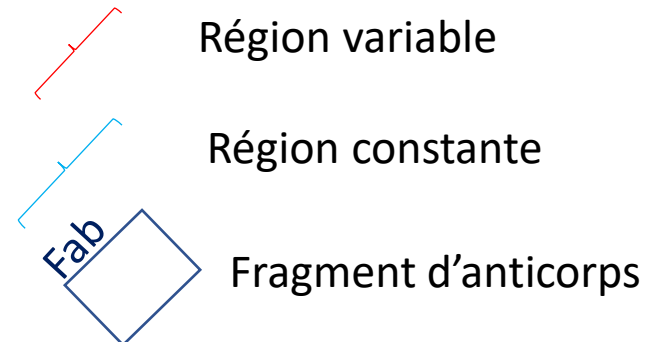 Région variable
Région constante
Fab
Fragment d’anticorps